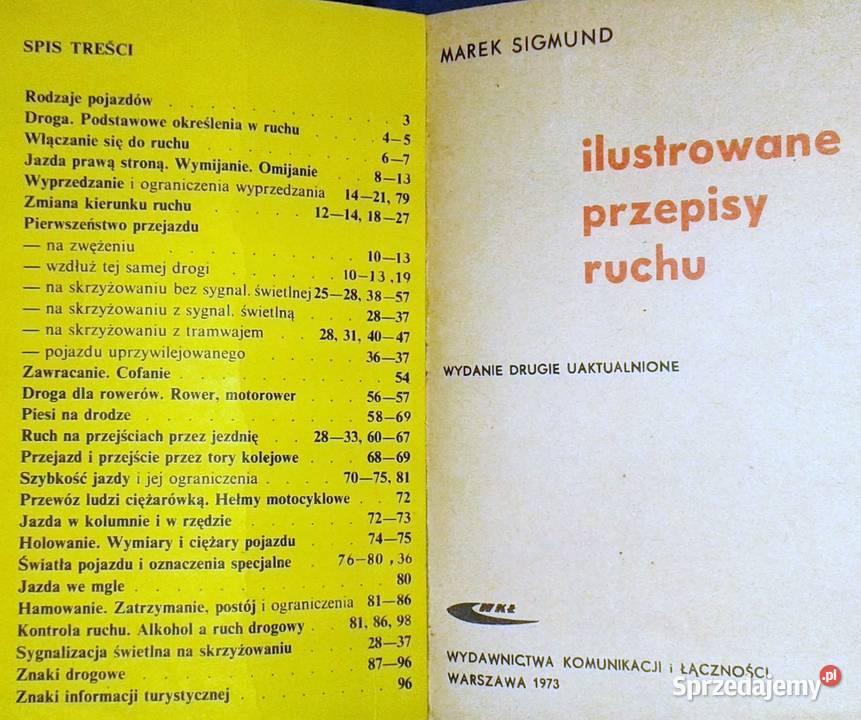 SPIS TREŚCI
Rodzaje pojazdów . . . . . . . 3
Droga. Podstawowe określenia w ruchu . . . 4—5
Włączanie się do ruchu . . . . . . 6—7
Jazda prawą stroną. Wymijanie. Omijanie . . 8—13
Wyprzedzanie i ograniczenia wyprzedzania 14—21, 79
Zmiana kierunku ruchu . . . . 12—14, 18—27
Pierwszeństwo przejazdu
— na zwężeniu . . . . . . . 10—13
— wzdłuż tej samej drogi . . . . 10—13, 19
— na skrzyżowaniu bez sygnal. świetlnej 25—28, 38—57
— na skrzyżowaniu z sygnal. świetlną . . . 28—37
— na skrzyżowaniu z tramwajem . . 28, 31, 40—47
— pojazdu uprzywilejowanego . . . . 36—37
Zawracanie. Cofanie . . . . . . . 54
Droga dla rowerów. Rower, motorower . . . 56—57
Piesi na drodze . . . . . . . 58—69
Ruch na przejściach przez jezdnię . . 28—33, 60—67
Przejazd i przejście przez tory kolejowe . . . 68—69
Szybkość jazdy i jej ograniczenia . . . 70—75, 81
Przewóz ludzi ciężarówką. Hełmy motocyklowe . . 72
Jazda w kolumnie i w rzędzie . . . . 72—73
Holowanie. Wymiary i ciężary pojazdu . . . 74—75
Światła pojazdu i oznaczenia specjalne . 76—80, 36
Jazda we mgle . . . . . . . . 80
Hamowanie. Zatrzymanie, postój i ograniczenia 81—86
Kontrola ruchu. Alkohol a ruch drogowy . . 81, 86, 98
Sygnalizacja świetlna na skrzyżowaniu . . . 28—37
Znaki drogowe . . . . . . . 87—96
Znaki informacji turystycznej . . . . . 96
MAREK SIGMUND
ilustrowane
przepisy
ruchu
WYDANIE DRUGIE UAKTUALNIONE
WKŁ
WYDAWNICTWA KOMUNIKACJI i ŁĄCZNOŚCI
WARSZAWA 1973
Sprzedajemy.pl